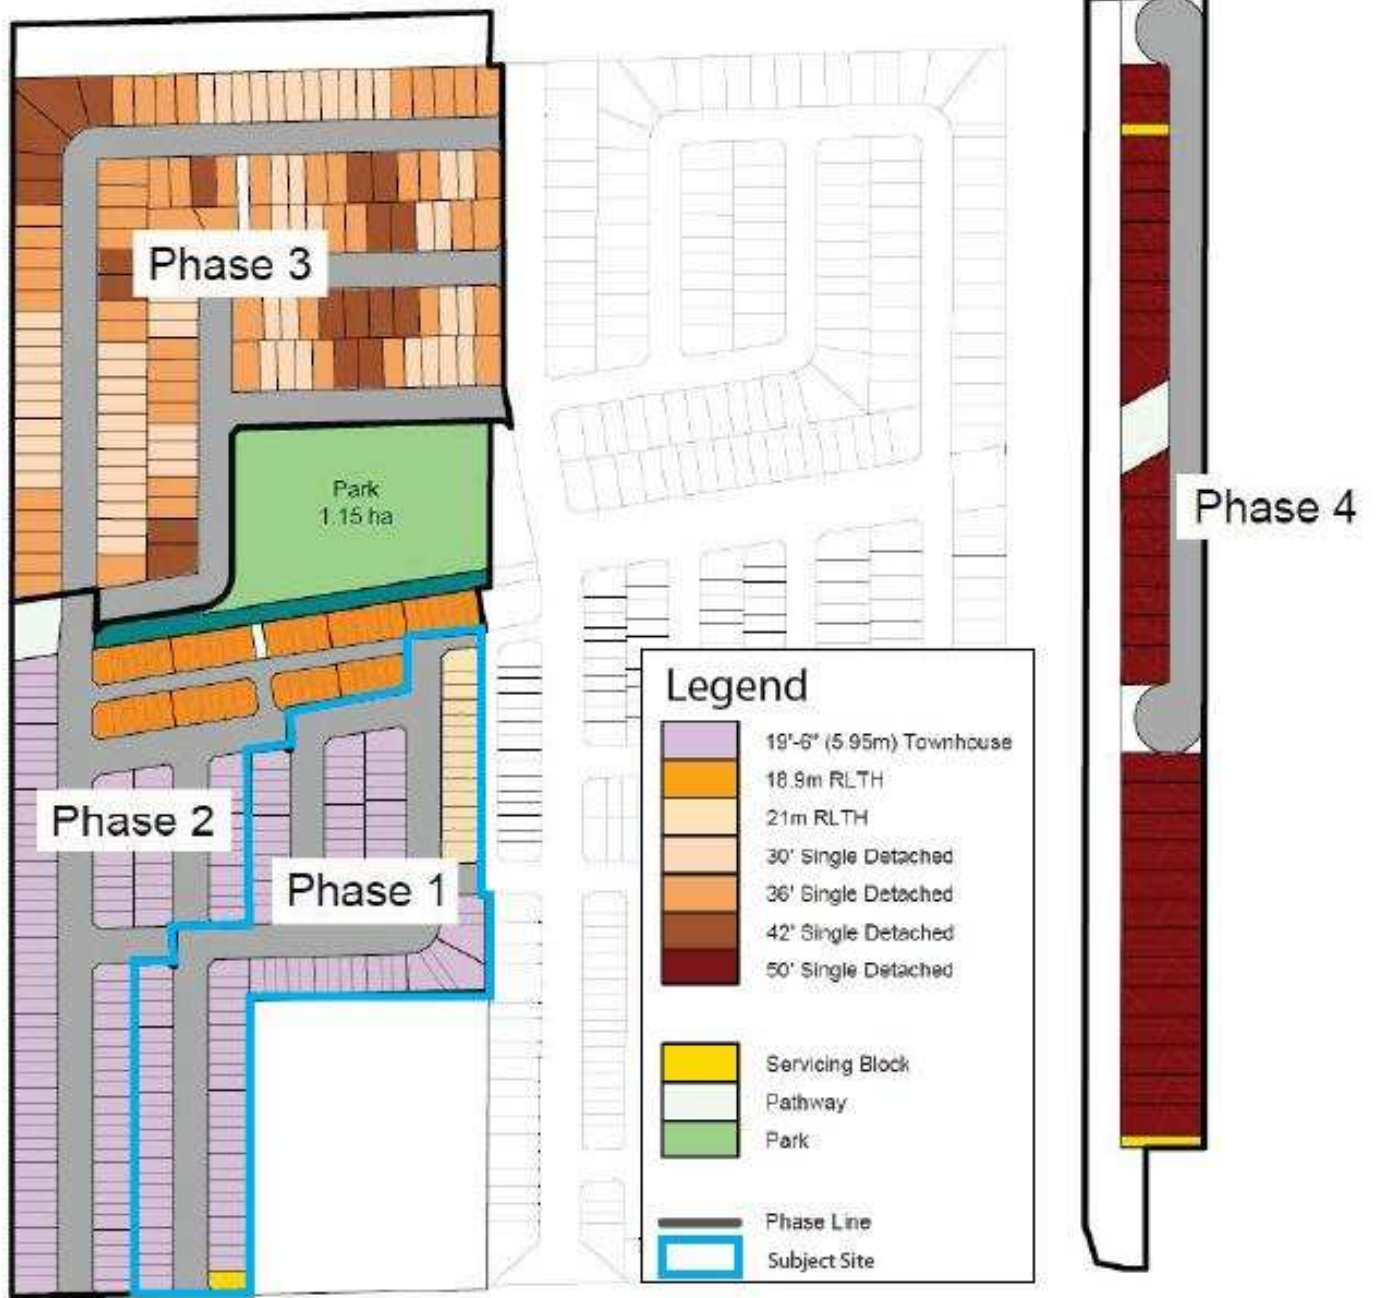 Phase 3
Park
1.15 ha
Phase 4
Phase 2
Phase 1
Legend
19'-6" (5.95m) Townhouse
18.9m RLTH
21m RLTH
30' Single Detached
36' Single Detached
42' Single Detached
50' Single Detached
Servicing Block
Pathway
Park
Phase Line
Subject Site